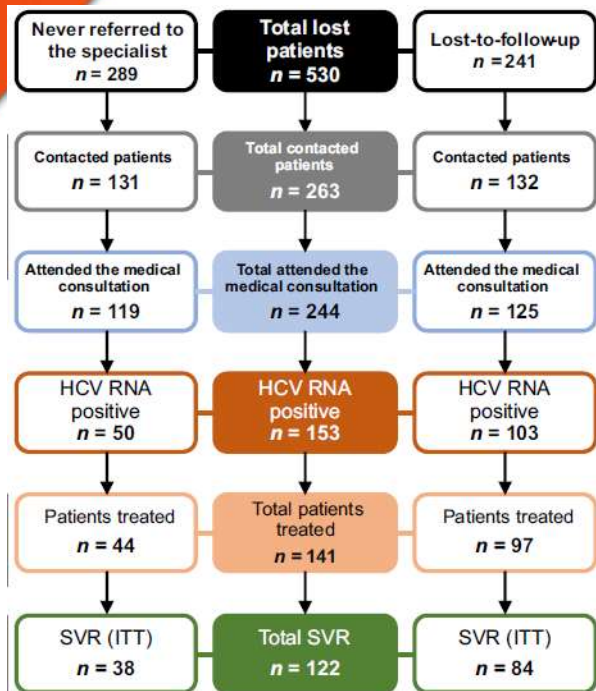 Never referred to
the specialist
n = 289
Total lost
patients
n = 530
Lost-to-follow-up
n = 241
Contacted patients
n = 131
Total contacted
patients
n = 263
Contacted patients
n = 132
Attended the medical
consultation
n = 119
Total attended the
medical consultation
n = 244
Attended the medical
consultation
n = 125
HCV RNA
positive
n = 50
HCV RNA
positive
n = 153
HCV RNA
positive
n = 103
Patients treated
n = 44
Total patients
treated
n = 141
Patients treated
n = 97
SVR (ITT)
n = 38
Total SVR
n = 122
SVR (ITT)
n = 84